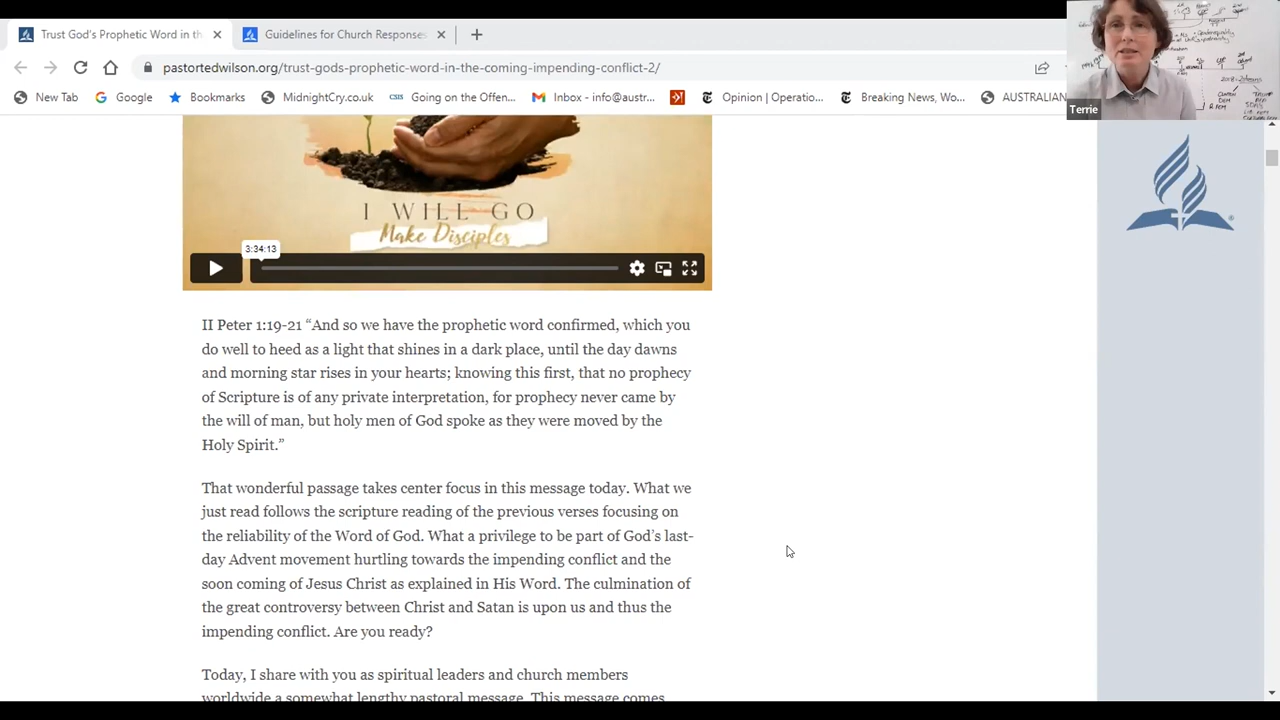 Trust God's Prophetic Word in th
Guidelines for Church Responses
pastortedwilson.org/trust-gods-prophetic-word-in-the-coming-impending-conflict-2/
New Tab
Google
Bookmarks
MidnightCry.co.uk
CSIS Going on the Offen...
Inbox - info@austr...
Opinion | Operatio...
Breaking News, Wo...
AUSTRALIAN
Terrie
I WILL GO
Make Disciples
3:34:13
II Peter 1:19-21 “And so we have the prophetic word confirmed, which you
do well to heed as a light that shines in a dark place, until the day dawns
and morning star rises in your hearts; knowing this first, that no prophecy
of Scripture is of any private interpretation, for prophecy never came by
the will of man, but holy men of God spoke as they were moved by the
Holy Spirit.”
That wonderful passage takes center focus in this message today. What we
just read follows the scripture reading of the previous verses focusing on
the reliability of the Word of God. What a privilege to be part of God’s last-
day Advent movement hurtling towards the impending conflict and the
soon coming of Jesus Christ as explained in His Word. The culmination of
the great controversy between Christ and Satan is upon us and thus the
impending conflict. Are you ready?
Today, I share with you as spiritual leaders and church members
worldwide a somewhat lengthy pastoral message. This message comes